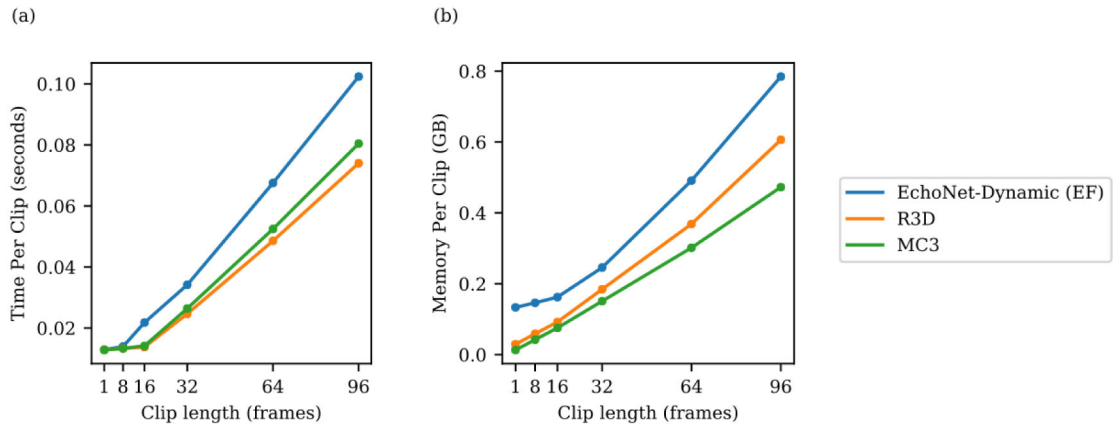 (a)
Time Per Clip (seconds)
0.10
0.08
0.06
0.04
0.02
1 8 16 32 64 96
Clip length (frames)
(b)
Memory Per Clip (GB)
0.8
0.6
0.4
0.2
0.0
1 8 16 32 64 96
Clip length (frames)
EchoNet-Dynamic (EF)
R3D
MC3